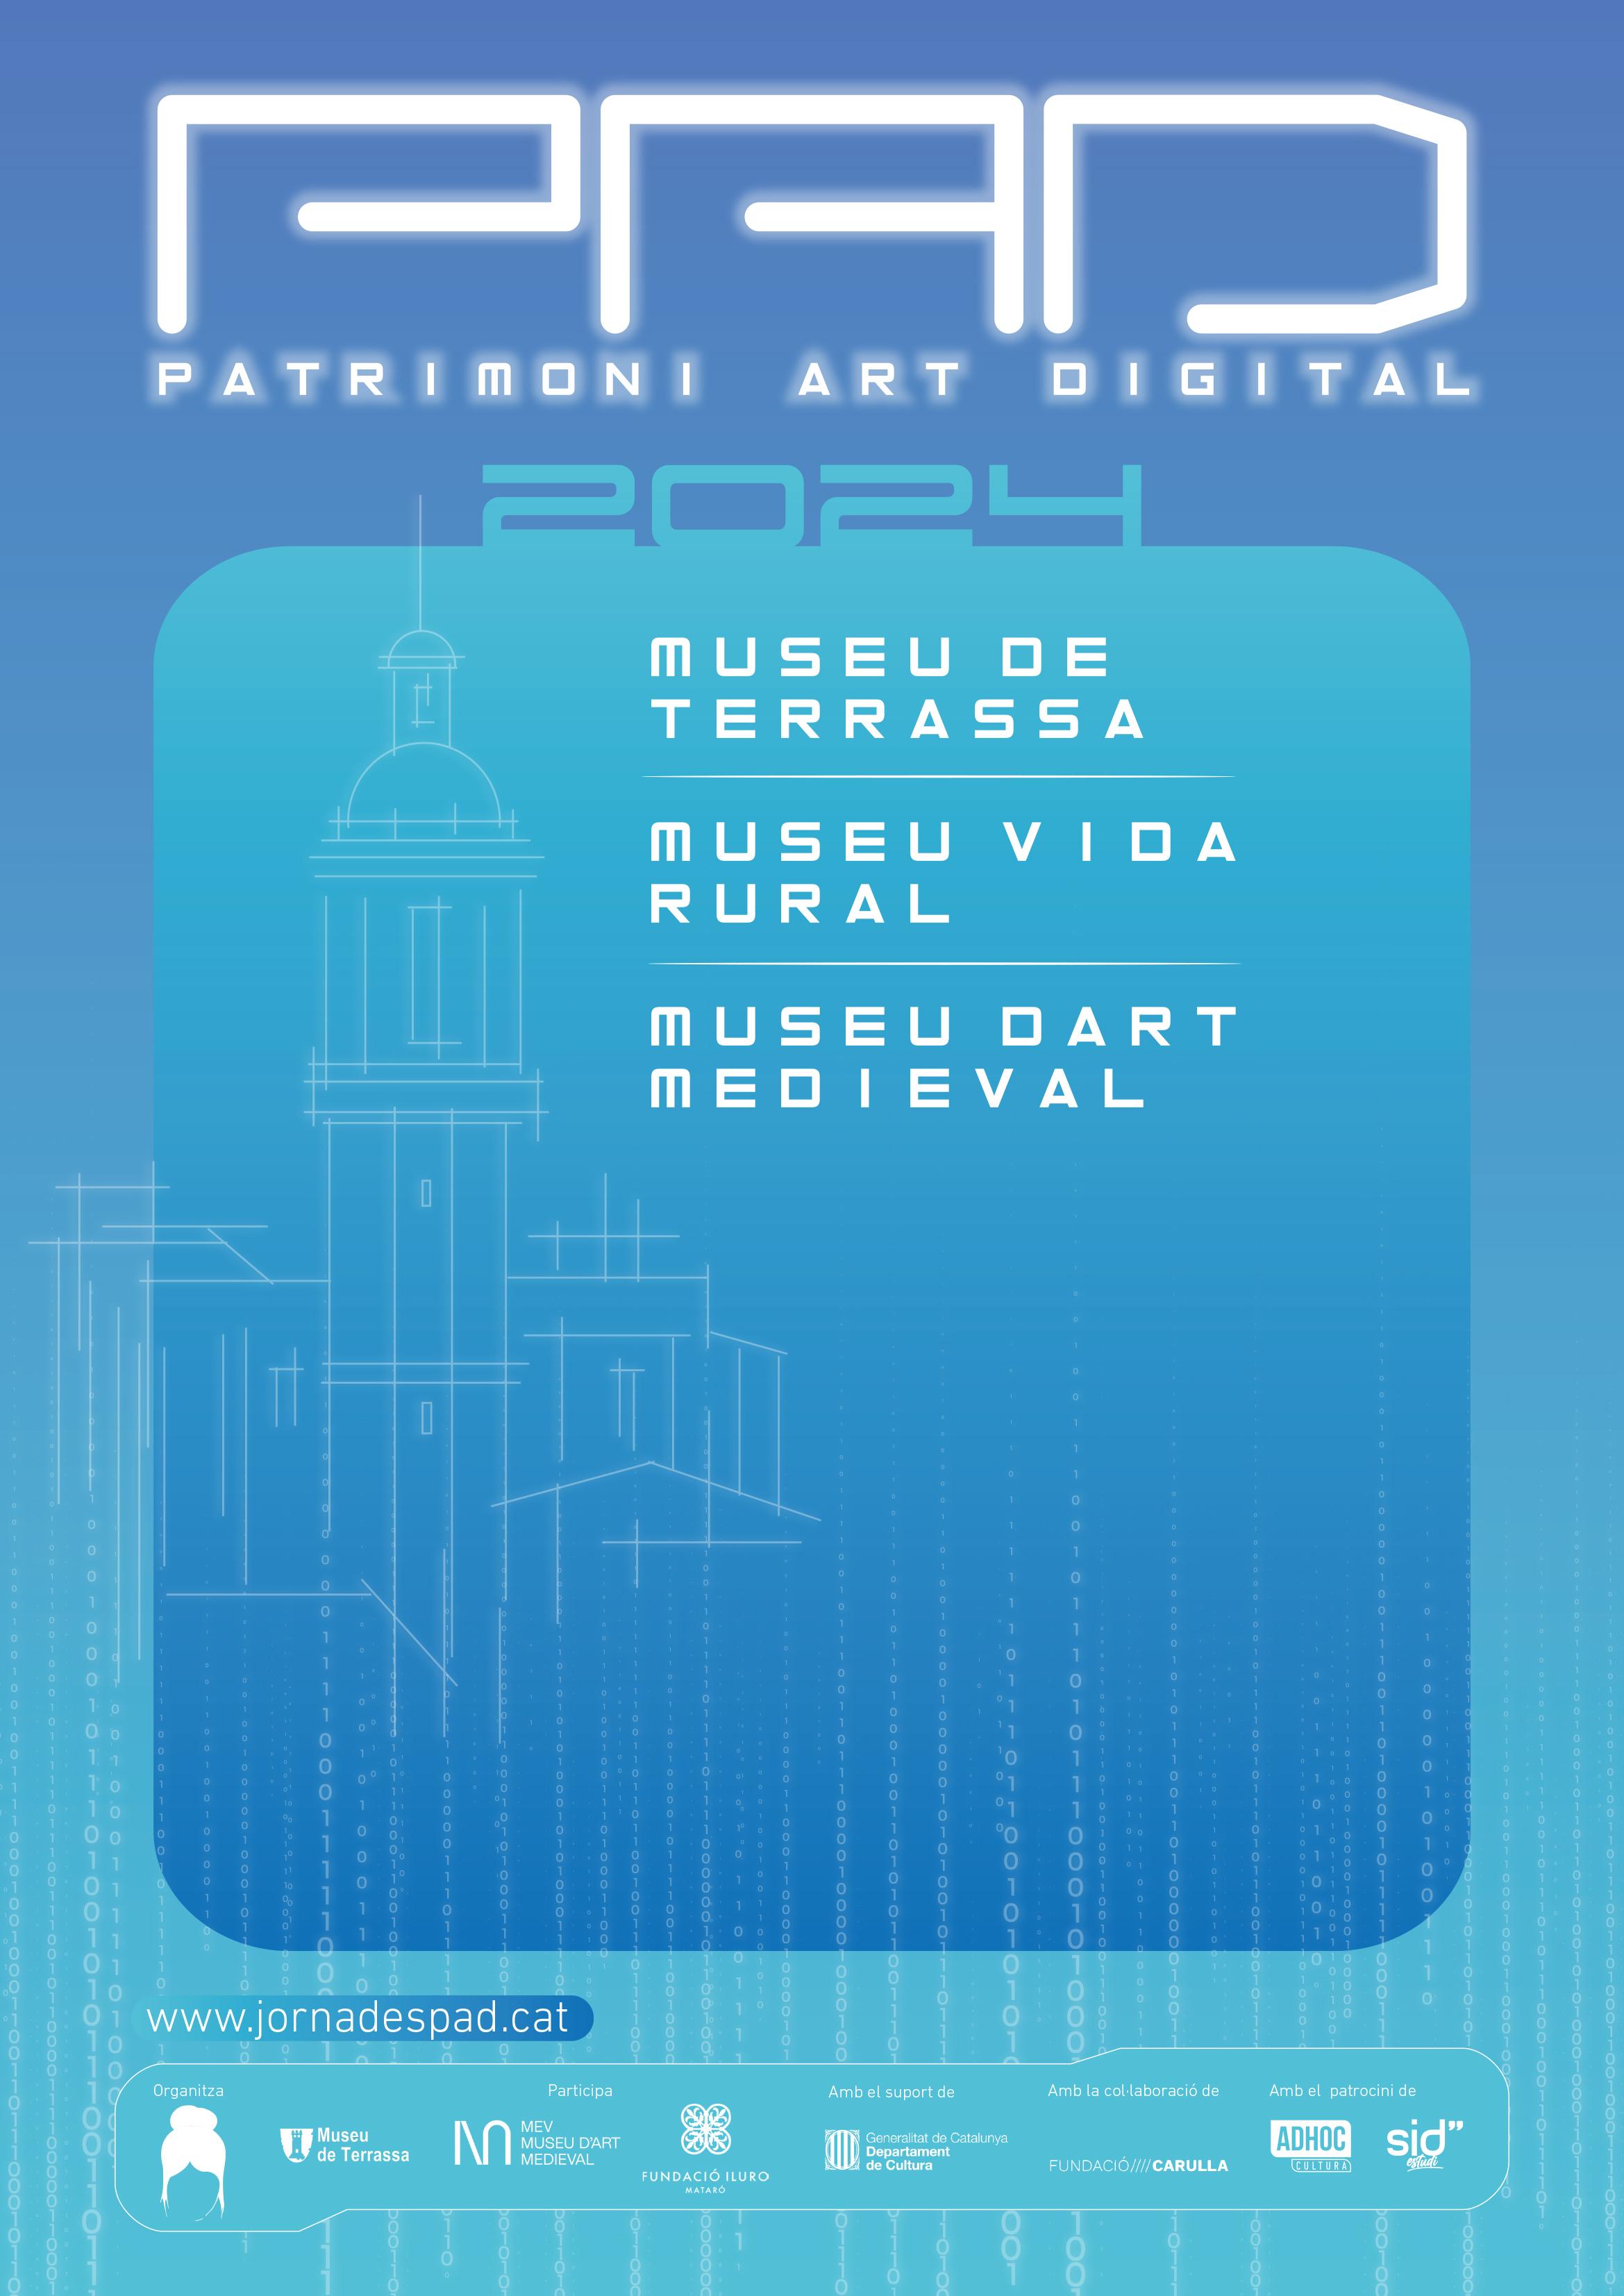 PAD
PATRIMONI ART DIGITAL
2024
MUSEU DE
TERRASSA
MUSEU VIDA
RURAL
MUSEU DART
MEDIEVAL
www.jornadespad.cat
Organitza
Museu
de Terrassa
Participa
MEV
MUSEU D'ART
MEDIEVAL
FUNDACIÓ ILURO
MATARÓ
Amb el suport de
Generalitat de Catalunya
Departament
de Cultura
Amb la col·laboració de
FUNDACIÓ////CARULLA
Amb el patrocini de
ADHOC
CULTURA
sid"
estudi